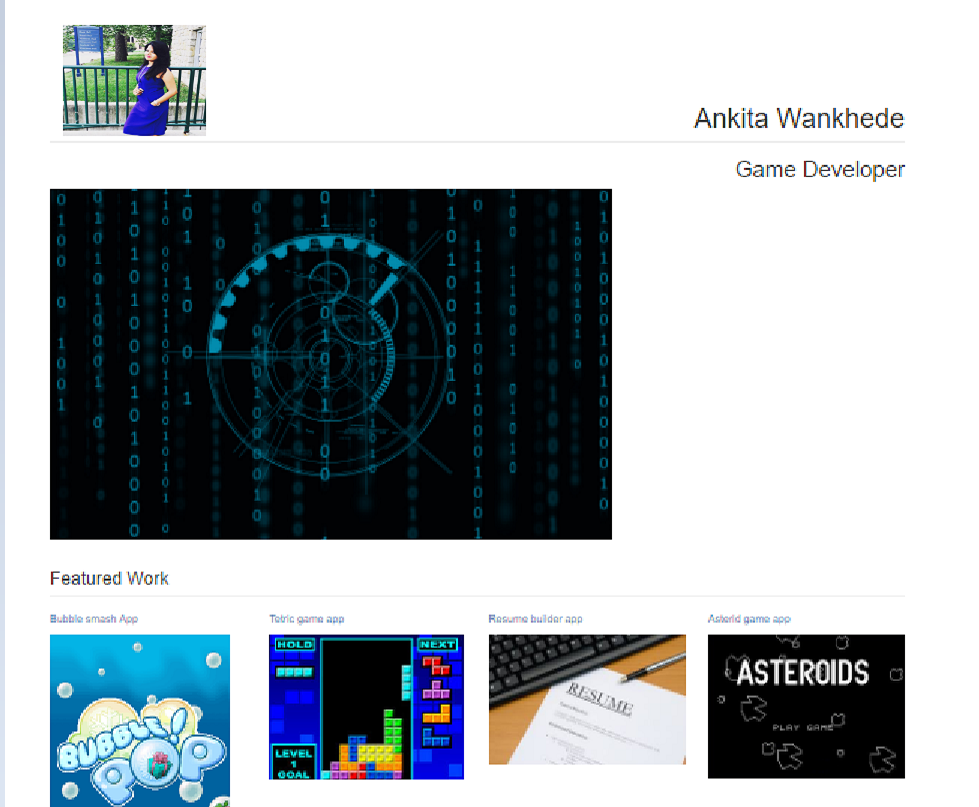 Ankita Wankhede
Game Developer
Featured Work
Bubble smash App
Tetric game app
Resume builder app
Asterid game app
BUBBLE!
POP
HOLD
NEXT
LEVEL
1
GOAL
RESUME
ASTEROIDS
PLAY GAME